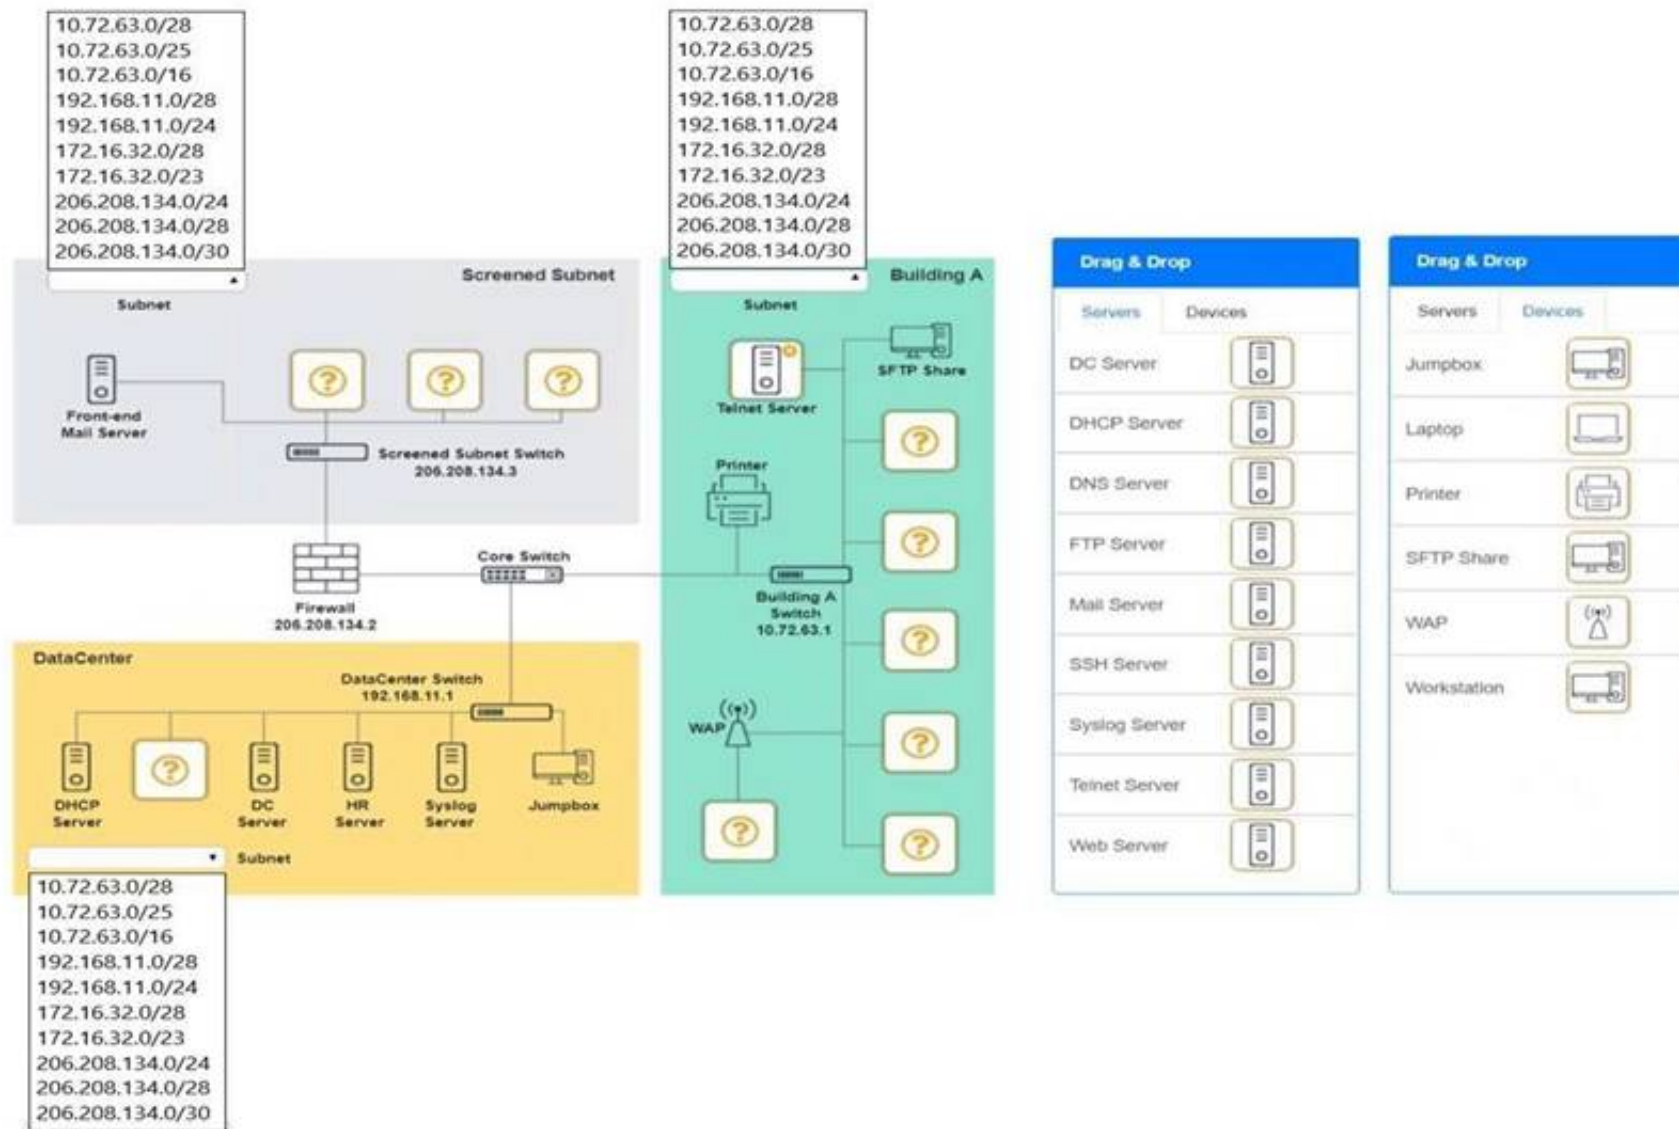 10.72.63.0/28
10.72.63.0/25
10.72.63.0/16
192.168.11.0/28
192.168.11.0/24
172.16.32.0/28
172.16.32.0/23
206.208.134.0/24
206.208.134.0/28
206.208.134.0/30
Screened Subnet
Subnet
Front-end
Mail Server
?
?
?
Screened Subnet Switch
206.208.134.3
10.72.63.0/28
10.72.63.0/25
10.72.63.0/16
192.168.11.0/28
192.168.11.0/24
172.16.32.0/28
172.16.32.0/23
206.208.134.0/24
206.208.134.0/28
206.208.134.0/30
Building A
Subnet
Telnet Server
SFTP Share
?
Printer
?
Building A
Switch
10.72.63.1
?
WAP
?
?
?
Firewall
206.208.134.2
Core Switch
DataCenter
DataCenter Switch
192.168.11.1
DHCP
Server
?
DC
Server
HR
Server
Syslog
Server
Jumpbox
Subnet
10.72.63.0/28
10.72.63.0/25
10.72.63.0/16
192.168.11.0/28
192.168.11.0/24
172.16.32.0/28
172.16.32.0/23
206.208.134.0/24
206.208.134.0/28
206.208.134.0/30
Drag & Drop
Servers Devices
DC Server
DHCP Server
DNS Server
FTP Server
Mail Server
SSH Server
Syslog Server
Telnet Server
Web Server
Drag & Drop
Servers Devices
Jumpbox
Laptop
Printer
SFTP Share
WAP
Workstation